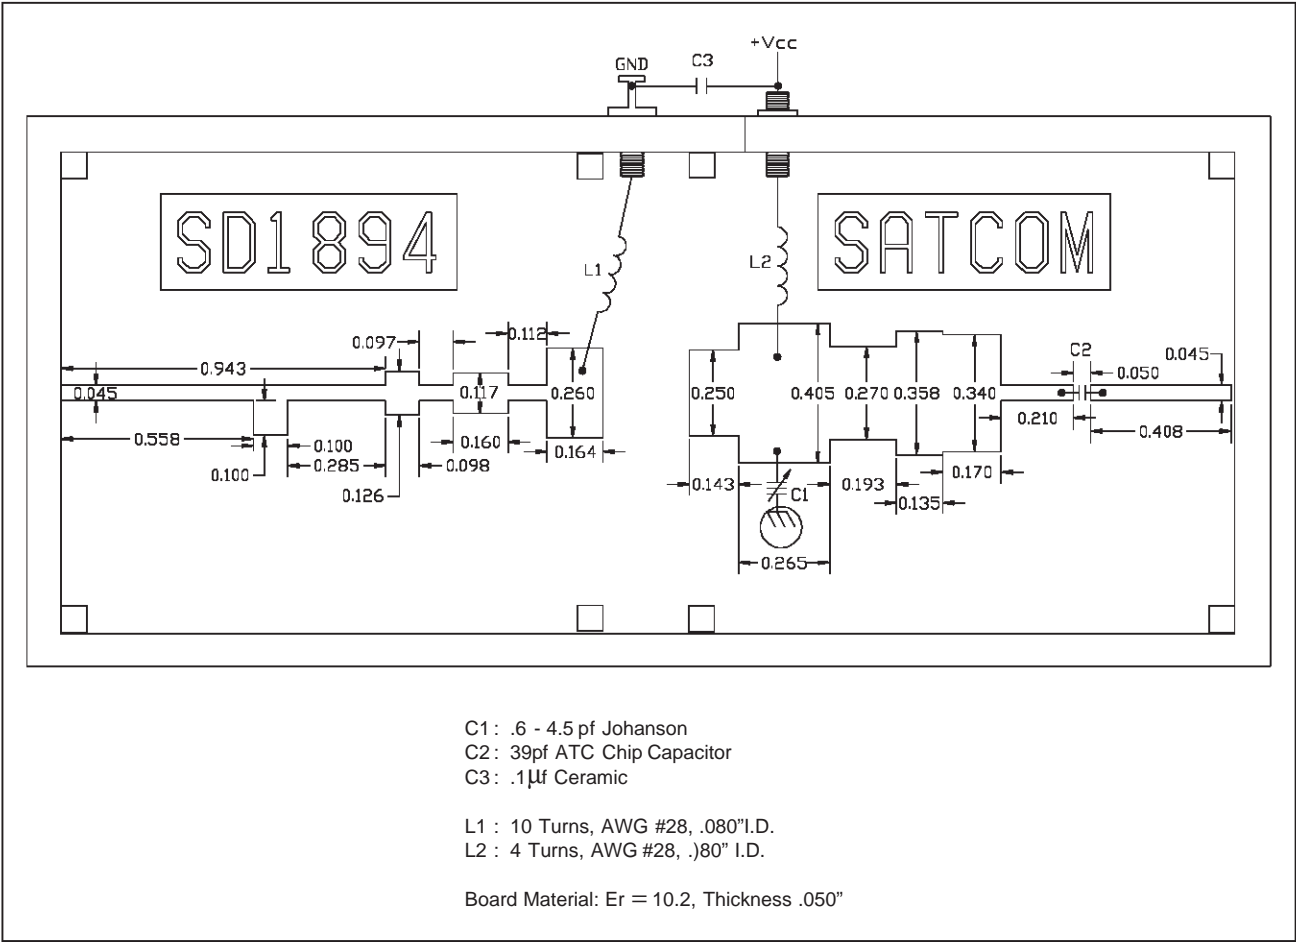 +Vcc
GND
C3
SD1894
SATCOM
L1
L2
0.112
0.097
C2
0.045
0.943
0.050
0.045
0.117
0.260
0.250
0.405
0.270
0.358
0.340
0.210
0.408
0.558
0.100
0.160
0.164
0.285
0.098
0.100
0.126
0.143
C1
0.193
0.170
0.135
0.265
C1 : .6 - 4.5 pf Johanson
C2 : 39pf ATC Chip Capacitor
C3 : .1µf Ceramic
L1 : 10 Turns, AWG #28, .080”I.D.
L2 : 4 Turns, AWG #28, .)80” I.D.
Board Material: Er = 10.2, Thickness .050”